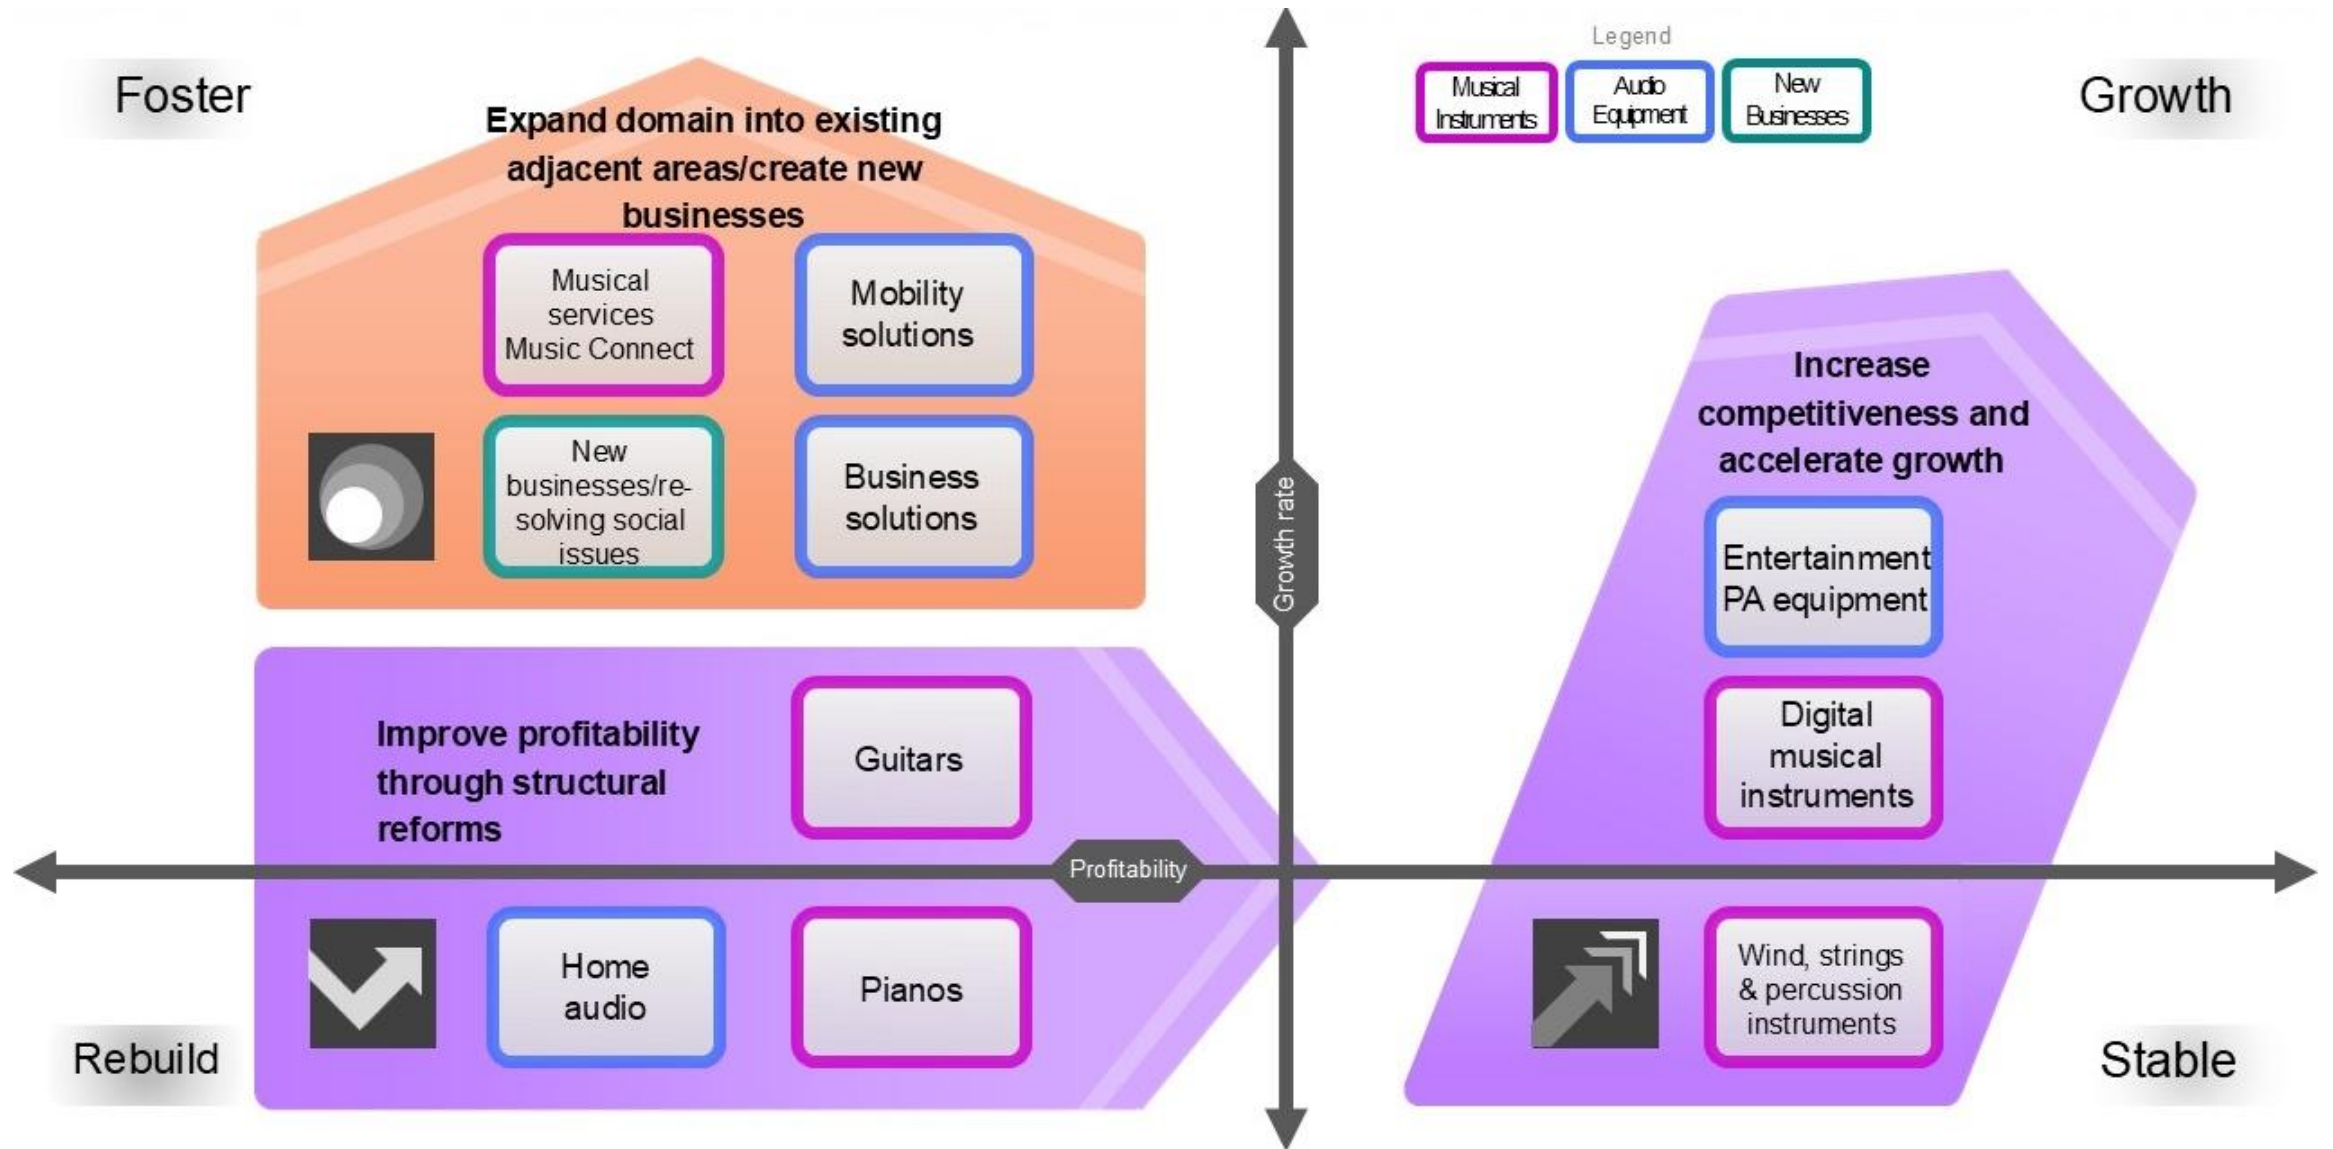 Foster
Legend
Musical
Instruments
Audio
Equipment
New
Businesses
Growth
Expand domain into existing
adjacent areas/create new
businesses
Musical
services
Music Connect
Mobility
solutions
New
businesses/re-
solving social
issues
Business
solutions
Growth rate
Increase
competitiveness and
accelerate growth
Entertainment
PA equipment
Digital
musical
instruments
Improve profitability
through structural
reforms
Guitars
Profitability
Home
audio
Pianos
Wind, strings
& percussion
instruments
Rebuild
Stable